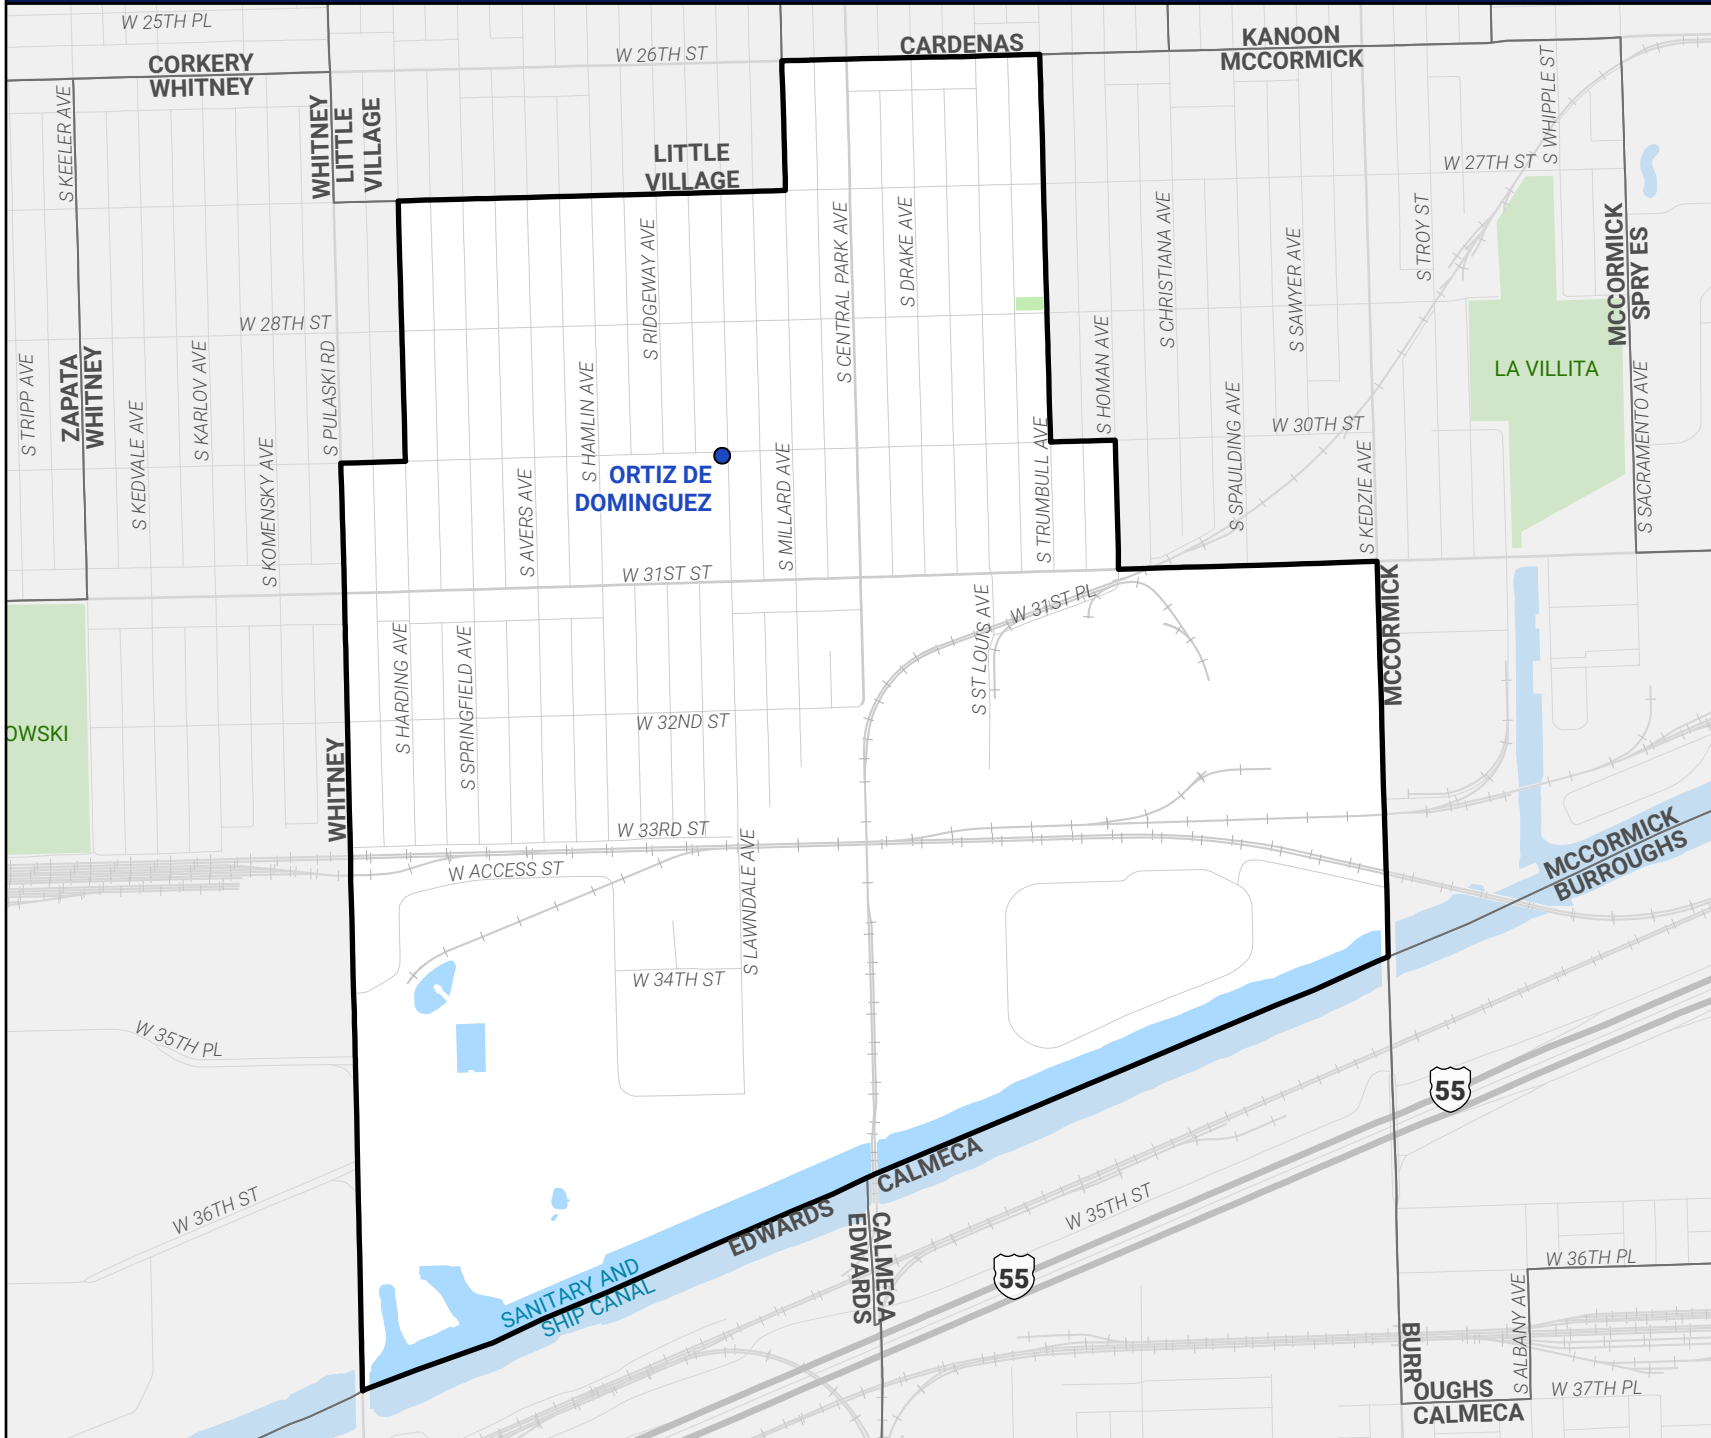 W 25TH PL
CORKERY
WHITNEY
W 26TH ST
CARDENAS
KANOON
MCCORMICK
S KEELER AVE
WHITNEY
LITTLE
VILLAGE
LITTLE
VILLAGE
S WHIPPLE ST
W 27TH ST
S RIDGEWAY AVE
S CENTRAL PARK AVE
S DRAKE AVE
S CHRISTIANA AVE
S SAWYER AVE
S TROY ST
MCCORMICK
SPRY ES
W 28TH ST
S TRIPP AVE
ZAPATA
WHITNEY
S KEDVALE AVE
S KARLOV AVE
S KOMENSKY AVE
S PULASKI RD
S HAMLIN AVE
S HOMAN AVE
S SPAULDING AVE
W 30TH ST
LA VILLITA
S SACRAMENTO AVE
S AVERS AVE
ORTIZ DE
DOMINGUEZ
S MILLARD AVE
S TRUMBULL AVE
S KEDZIE AVE
W 31ST ST
W 31ST PL
S ST LOUIS AVE
MCCORMICK
S HARDING AVE
S SPRINGFIELD AVE
W 32ND ST
OWSKI
WHITNEY
W 33RD ST
W ACCESS ST
S LAWNDALE AVE
MCCORMICK
BURROUGHS
W 34TH ST
W 35TH PL
55
W 36TH ST
EDWARDS
CALMECA
EDWARDS
CALMECA
W 35TH ST
SANITARY AND
SHIP CANAL
55
W 36TH PL
S ALBANY AVE
BURR
OUGHS
CALMECA
W 37TH PL